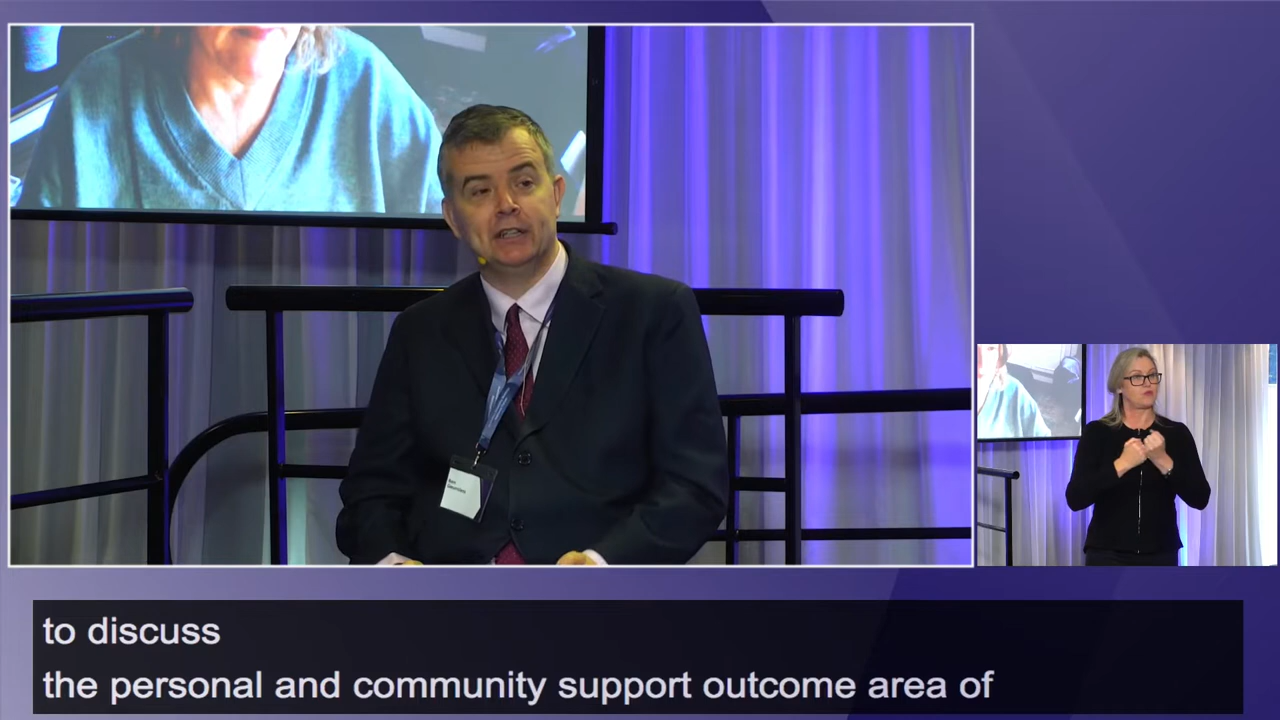 to discuss
the personal and community support outcome area of